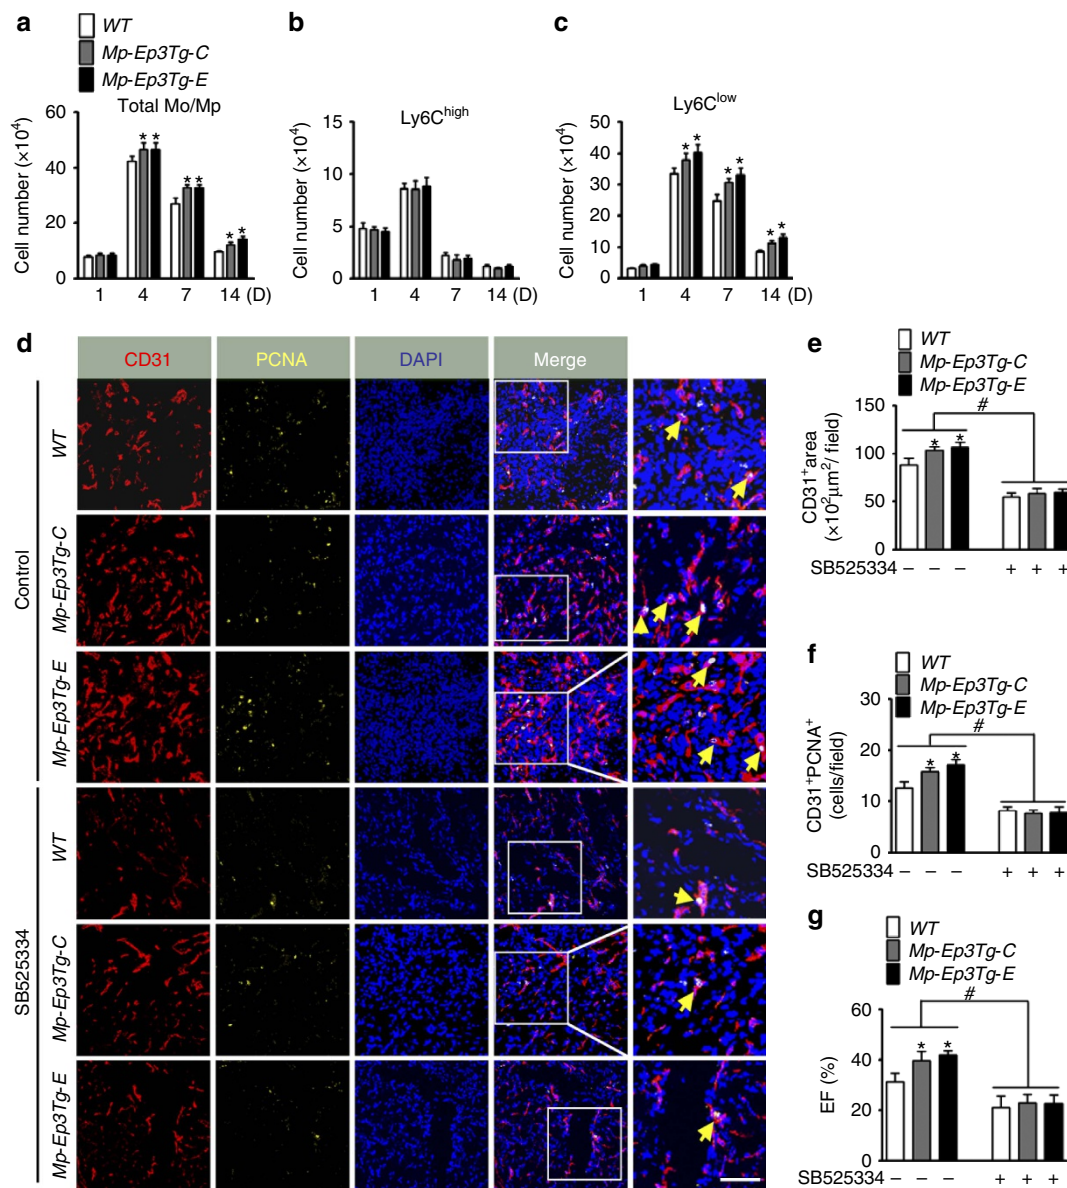 a
WT
Mp-Ep3Tg-C
Mp-Ep3Tg-E
Total Mo/Mp
Cell number (×10⁴)
60
40
20
0
* *
**
* *
1 4 7 14 (D)
b
Ly6Cʰⁱᵍʰ
Cell number (×10⁴)
15
10
5
0
1 4 7 14 (D)
c
Ly6Cˡᵒʷ
Cell number (×10⁴)
50
40
30
20
10
0
* *
* *
* *
1 4 7 14 (D)
d
CD31 PCNA DAPI Merge
Control
WT
Mp-Ep3Tg-C
Mp-Ep3Tg-E
SB525334
WT
Mp-Ep3Tg-C
Mp-Ep3Tg-E
e
WT
Mp-Ep3Tg-C
Mp-Ep3Tg-E
CD31⁺area
(×10²µm²/ field)
150
100
50
0
#
* *
SB525334 − − − + + +
f
WT
Mp-Ep3Tg-C
Mp-Ep3Tg-E
CD31⁺PCNA⁺
(cells/field)
30
20
10
0
#
* *
SB525334 − − − + + +
g
WT
Mp-Ep3Tg-C
Mp-Ep3Tg-E
EF (%)
60
40
20
0
#
* *
SB525334 − − − + + +